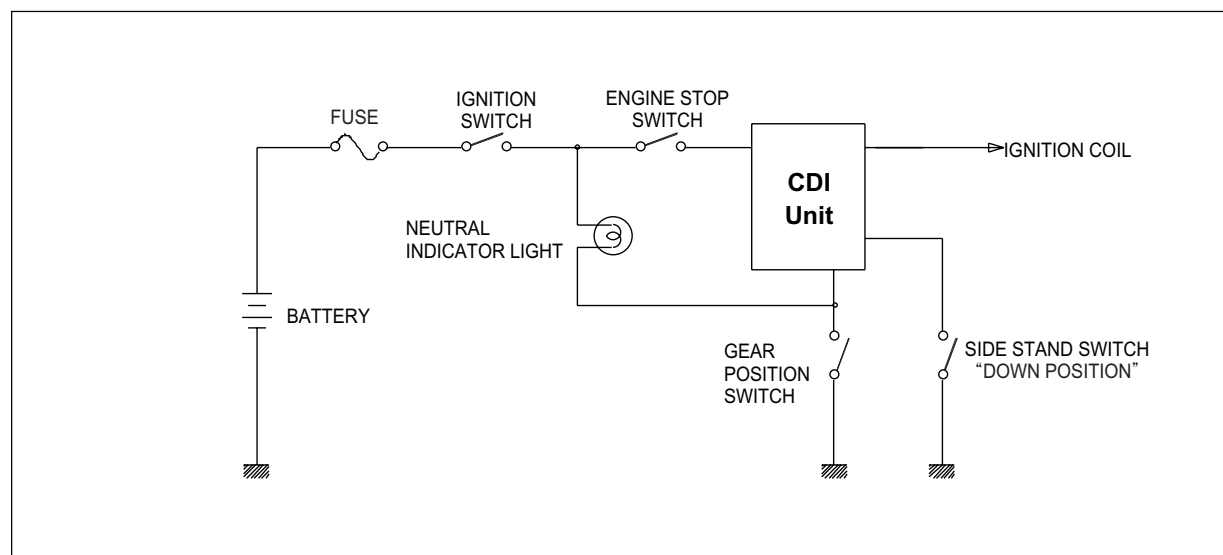 FUSE
IGNITION
SWITCH
ENGINE STOP
SWITCH
CDI
Unit
IGNITION COIL
NEUTRAL
INDICATOR LIGHT
BATTERY
GEAR
POSITION
SWITCH
SIDE STAND SWITCH
“DOWN POSITION”